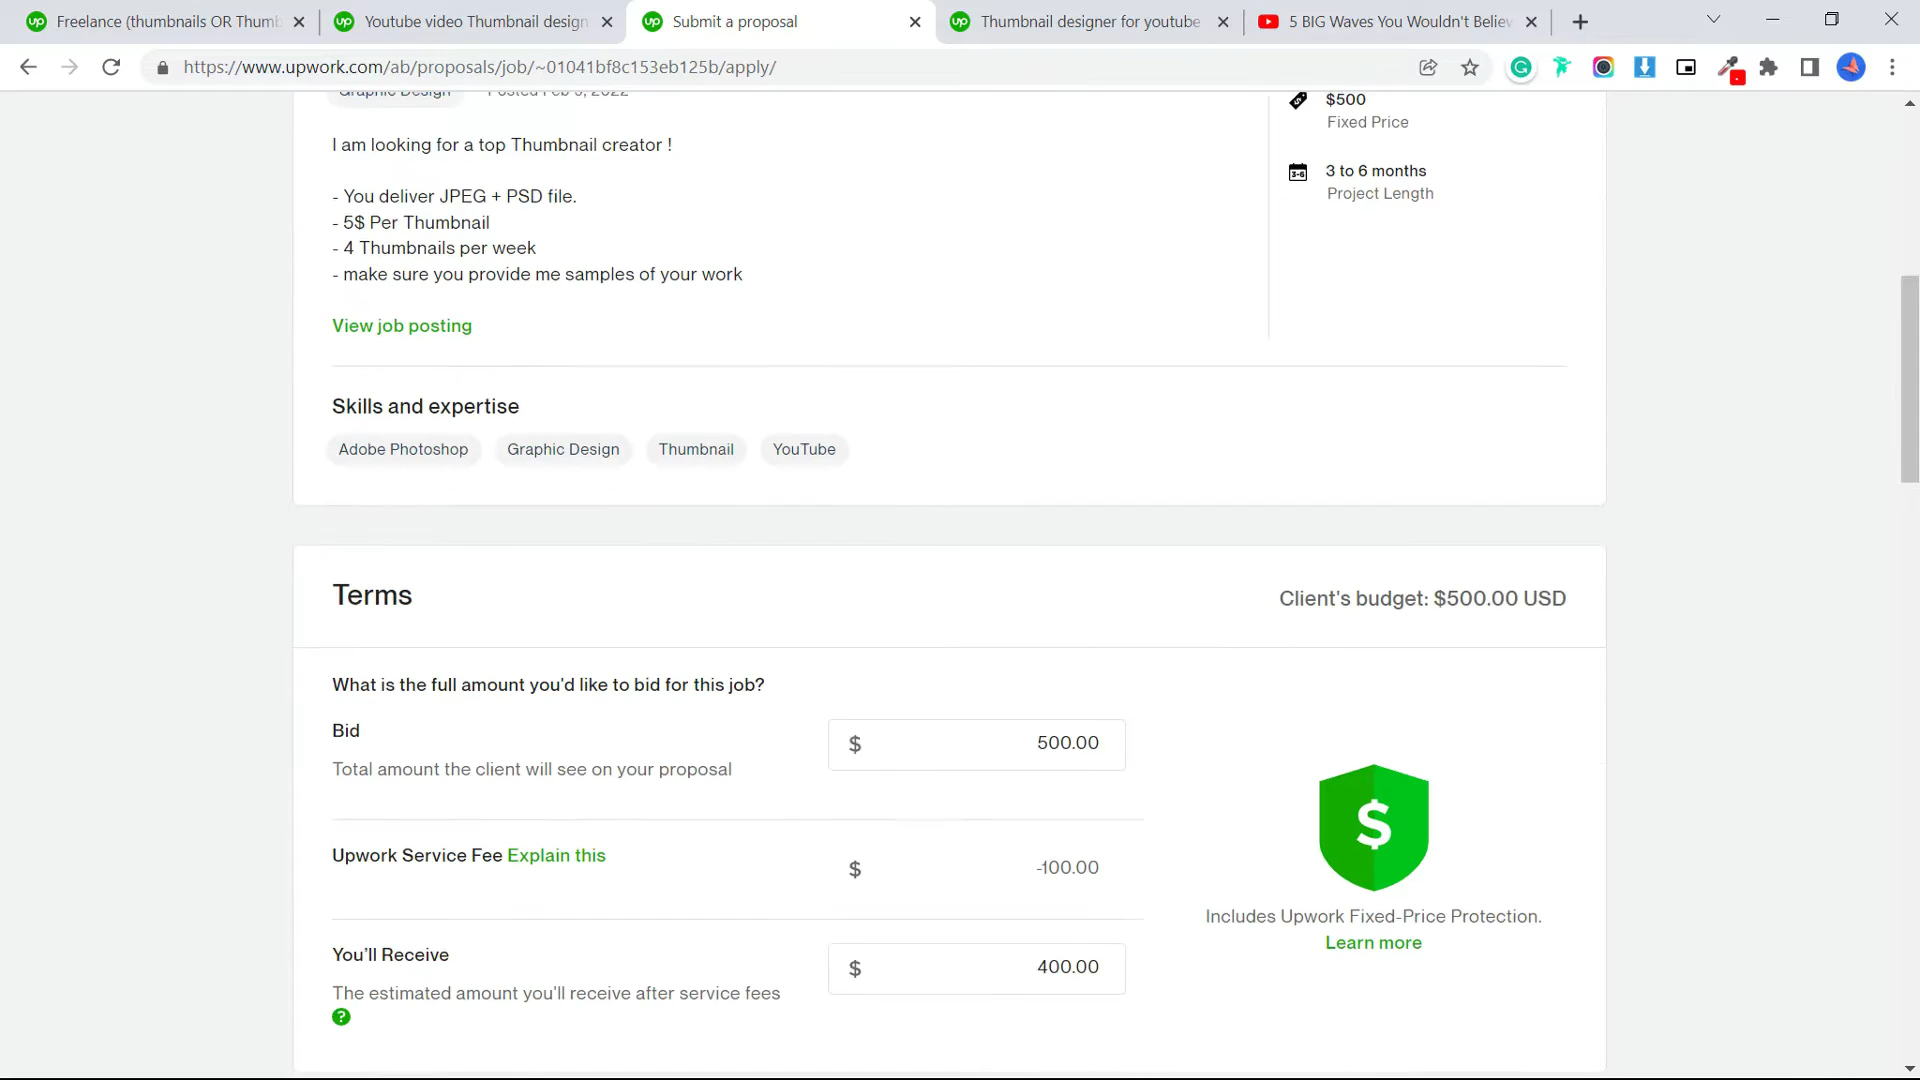 Freelance (thumbnails OR Thumb
Youtube video Thumbnail design
Submit a proposal
Thumbnail designer for youtube
5 BIG Waves You Wouldn't Believ
https://www.upwork.com/ab/proposals/job/~01041bf8c153eb125b/apply/
Graphic Design
Posted Feb 9, 2022
$500
Fixed Price
I am looking for a top Thumbnail creator !
3 to 6 months
Project Length
- You deliver JPEG + PSD file.
- 5$ Per Thumbnail
- 4 Thumbnails per week
- make sure you provide me samples of your work
View job posting
Skills and expertise
Adobe Photoshop
Graphic Design
Thumbnail
YouTube
Terms
Client's budget: $500.00 USD
What is the full amount you'd like to bid for this job?
Bid
Total amount the client will see on your proposal
$ 500.00
Upwork Service Fee Explain this
$ -100.00
Includes Upwork Fixed-Price Protection.
Learn more
You'll Receive
The estimated amount you'll receive after service fees
$ 400.00